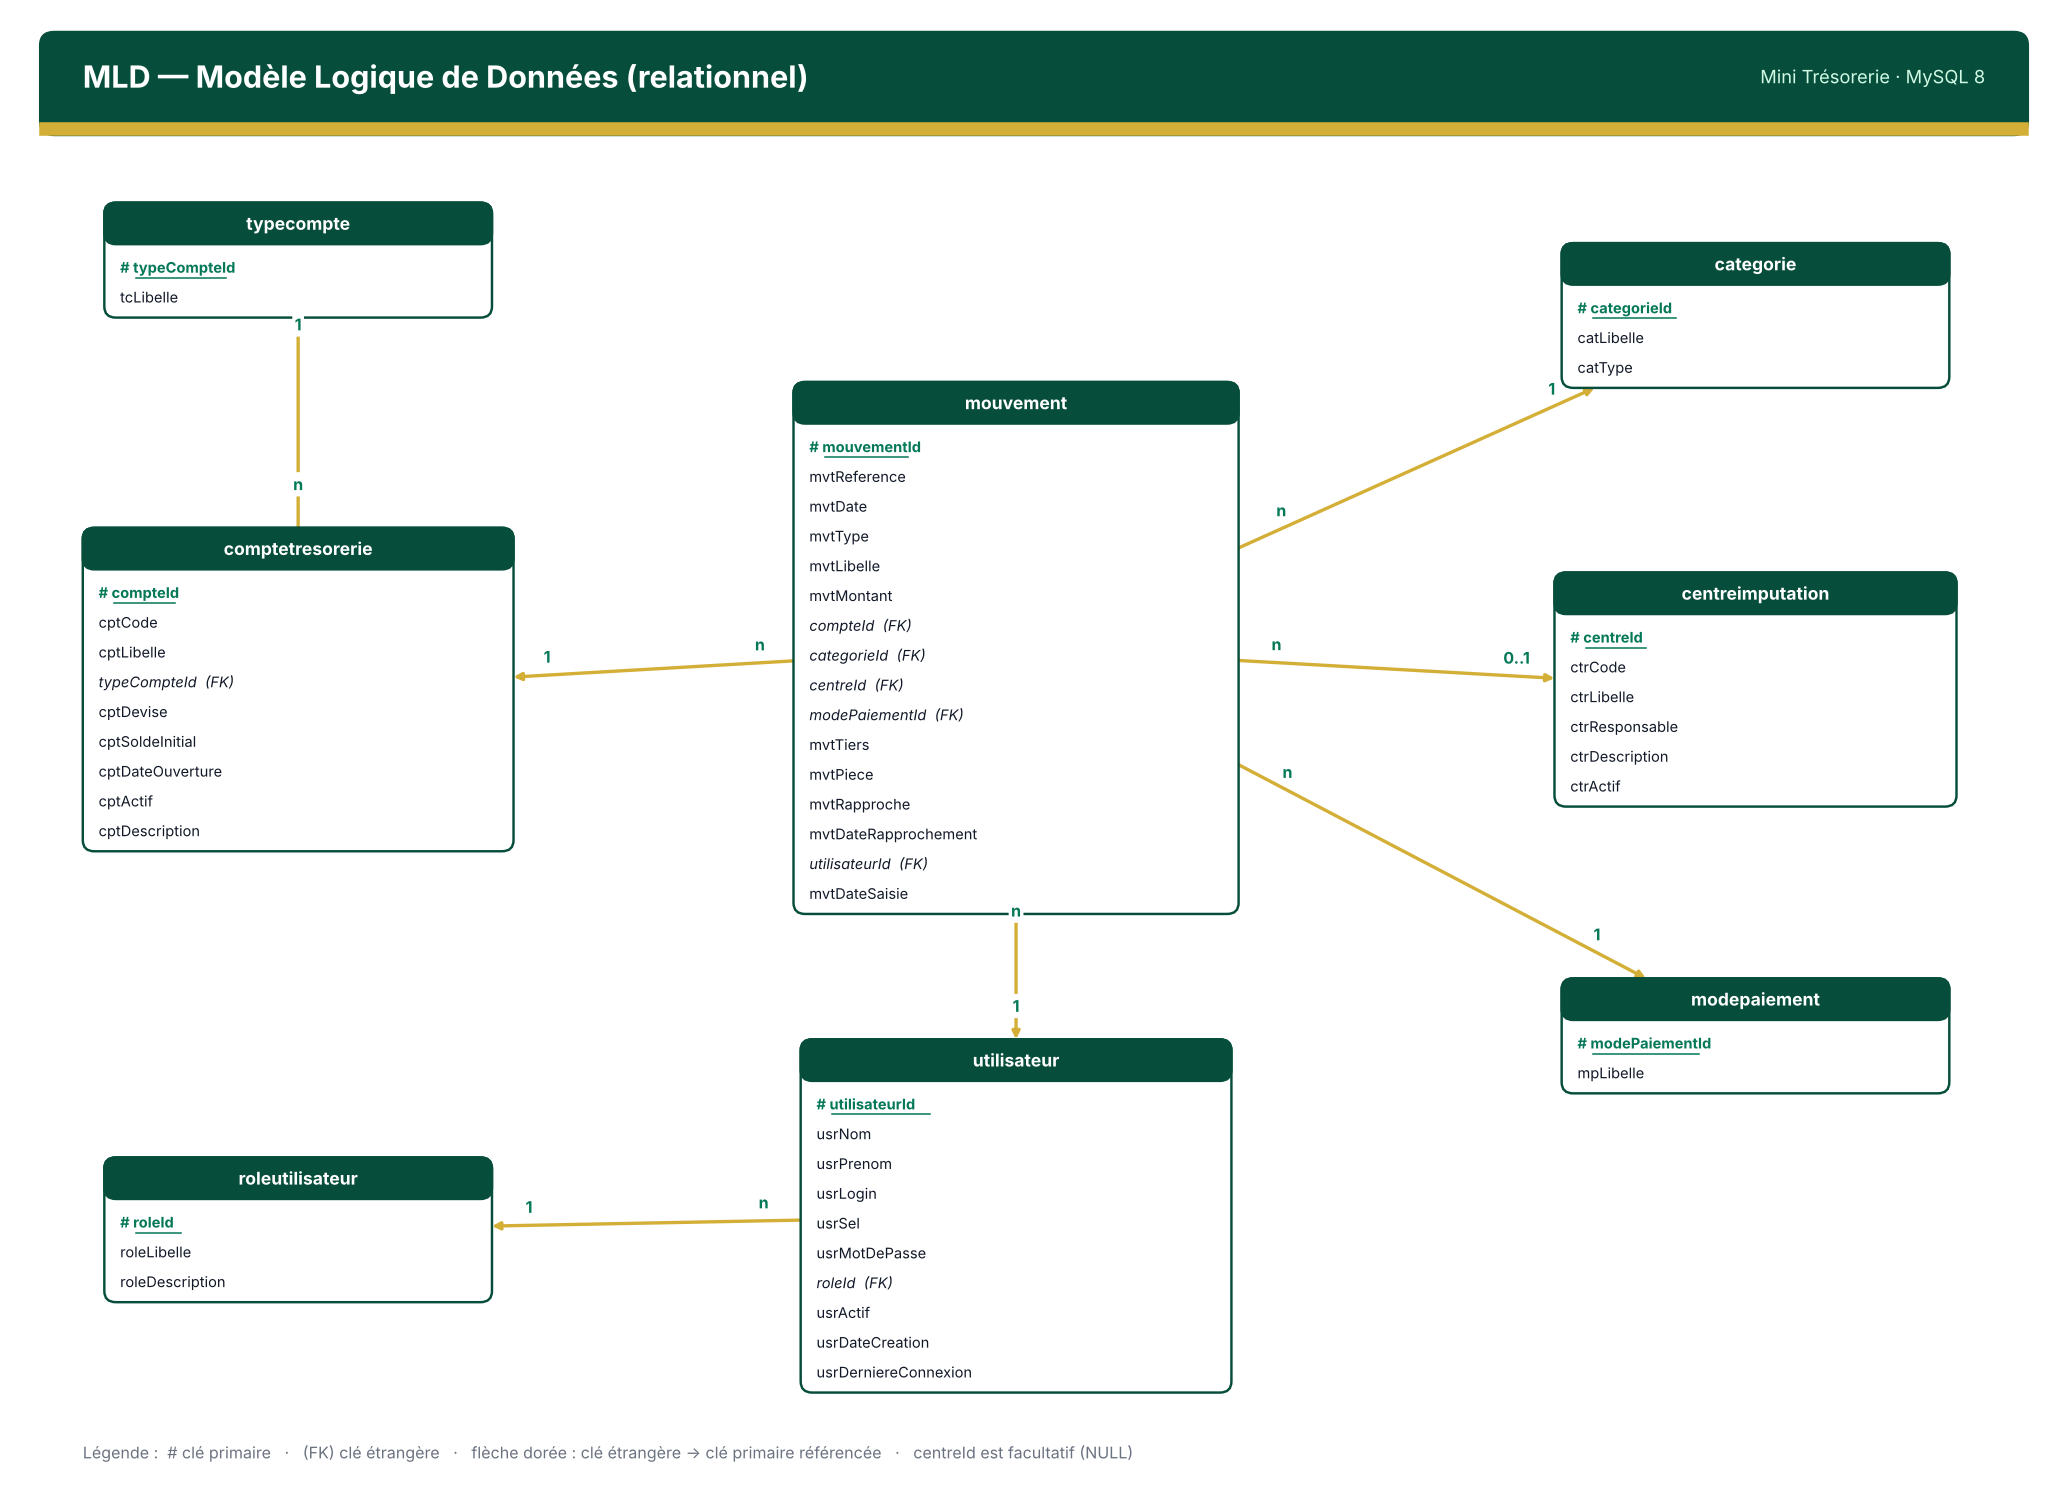 MLD — Modèle Logique de Données (relationnel)
Mini Trésorerie · MySQL 8
typecompte
# typeCompteId
tcLibelle
1
n
comptetresorerie
# compteId
cptCode
cptLibelle
typeCompteId (FK)
cptDevise
cptSoldeInitial
cptDateOuverture
cptActif
cptDescription
1
n
mouvement
# mouvementId
mvtReference
mvtDate
mvtType
mvtLibelle
mvtMontant
compteId (FK)
categorieId (FK)
centreId (FK)
modePaiementId (FK)
mvtTiers
mvtPiece
mvtRapproche
mvtDateRapprochement
utilisateurId (FK)
mvtDateSaisie
n
1
categorie
# categorieId
catLibelle
catType
1
n
centreimputation
# centreId
ctrCode
ctrLibelle
ctrResponsable
ctrDescription
ctrActif
n
0..1
n
1
modepaiement
# modePaiementId
mpLibelle
utilisateur
# utilisateurId
usrNom
usrPrenom
usrLogin
usrSel
usrMotDePasse
roleId (FK)
usrActif
usrDateCreation
usrDerniereConnexion
1
n
roleutilisateur
# roleId
roleLibelle
roleDescription
Légende : # clé primaire · (FK) clé étrangère · flèche dorée : clé étrangère → clé primaire référencée · centreId est facultatif (NULL)